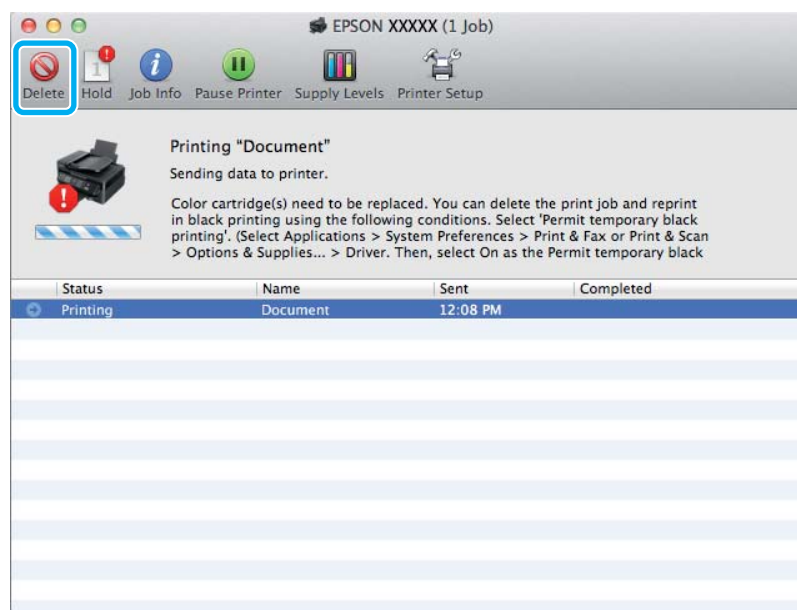 EPSON XXXXX (1 Job)
1
Delete Hold Job Info Pause Printer Supply Levels Printer Setup
Printing "Document"
Sending data to printer.
Color cartridge(s) need to be replaced. You can delete the print job and reprint
in black printing using the following conditions. Select 'Permit temporary black
printing'. (Select Applications > System Preferences > Print & Fax or Print & Scan
> Options & Supplies... > Driver. Then, select On as the Permit temporary black
Status Name Sent Completed
Printing Document 12:08 PM